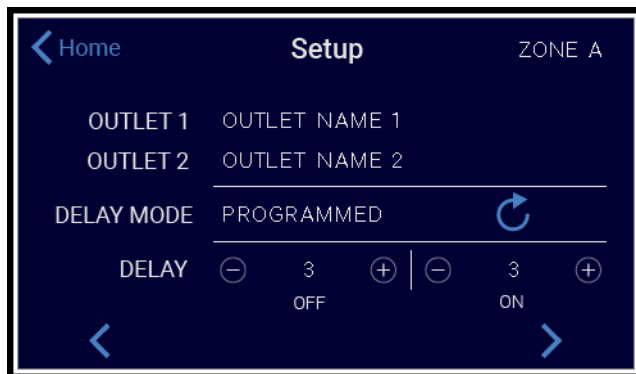 Home Setup ZONE A
OUTLET 1 OUTLET NAME 1
OUTLET 2 OUTLET NAME 2
DELAY MODE PROGRAMMED
DELAY 3 3
OFF ON